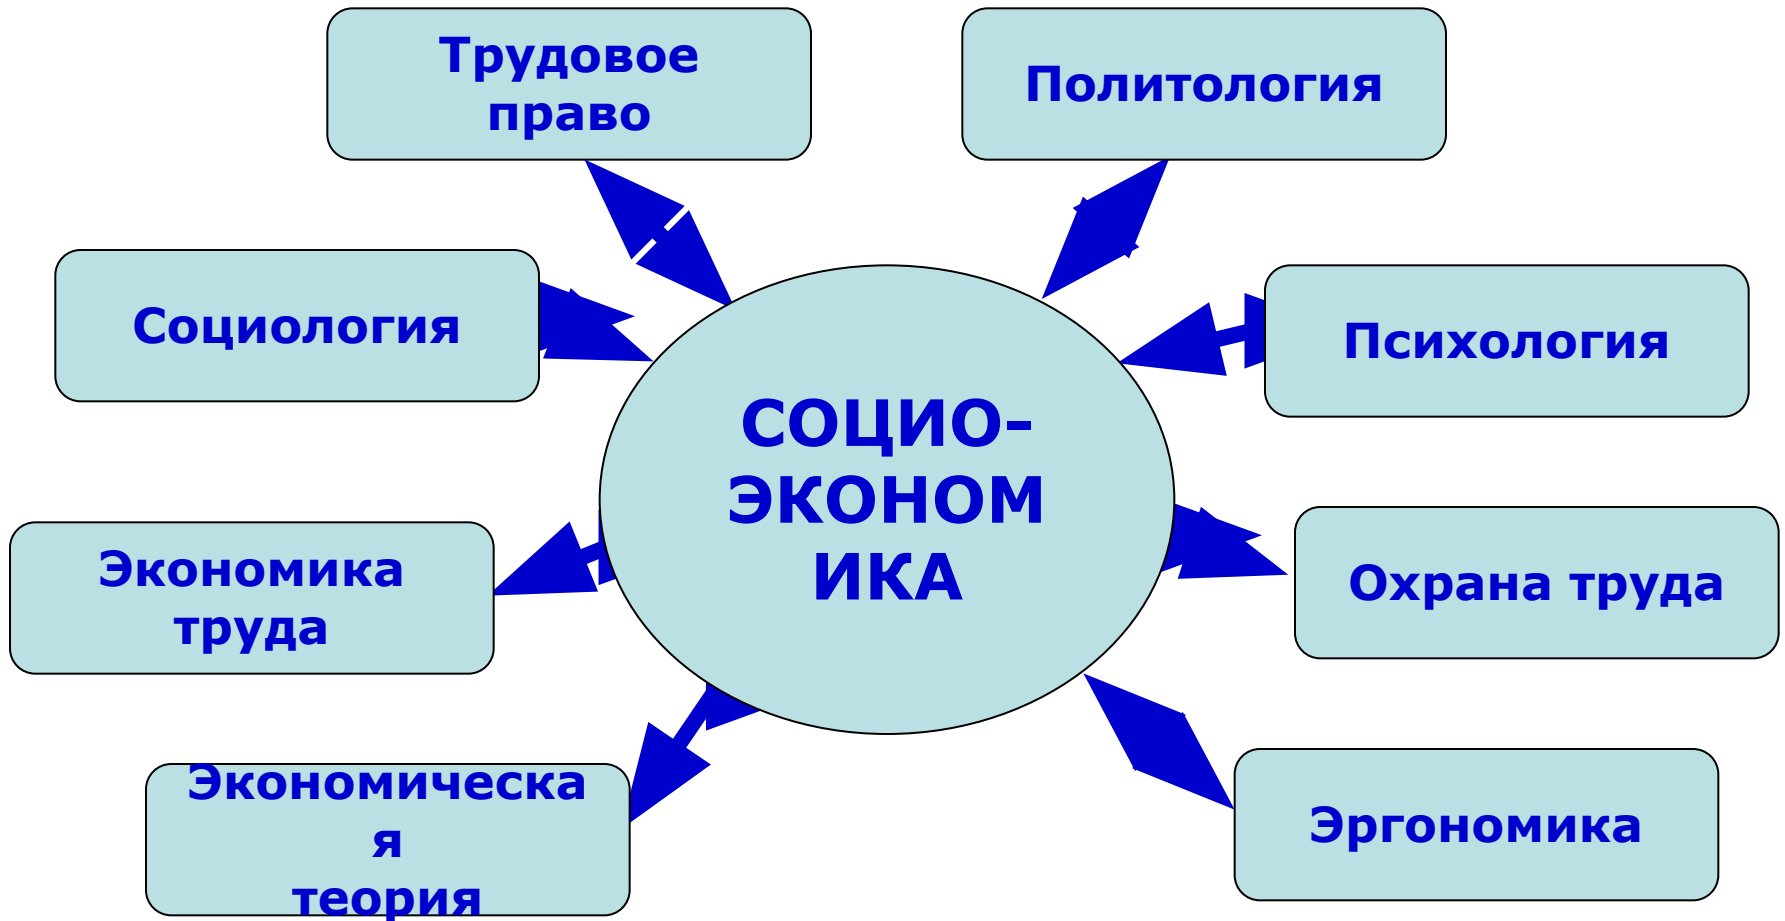 Трудовое
право
Политология
Социология
Психология
СОЦИО–
ЭКОНОМ
ИКА
Экономика
труда
Охрана труда
Экономическа
я
теория
Эргономика